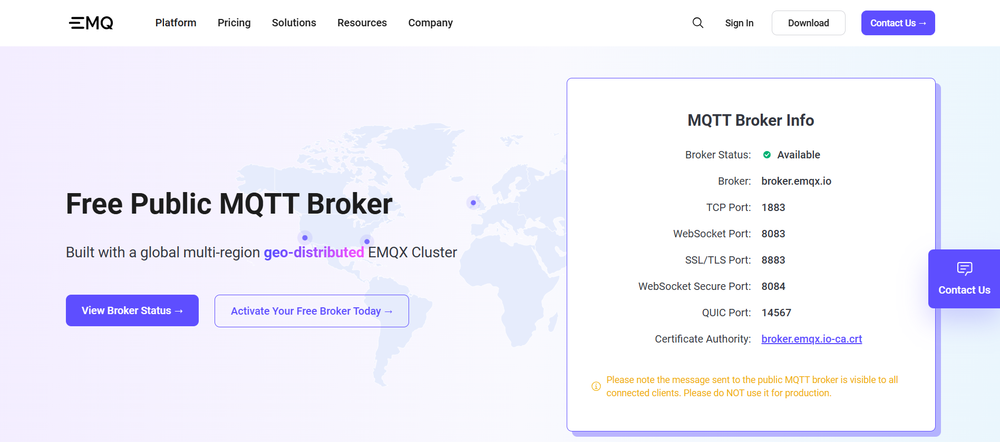 EMQ
Platform
Pricing
Solutions
Resources
Company
Sign In
Download
Contact Us →
Free Public MQTT Broker
Built with a global multi-region geo-distributed EMQX Cluster
View Broker Status →
Activate Your Free Broker Today →
MQTT Broker Info
Broker Status: Available
Broker: broker.emqx.io
TCP Port: 1883
WebSocket Port: 8083
SSL/TLS Port: 8883
WebSocket Secure Port: 8084
QUIC Port: 14567
Certificate Authority: broker.emqx.io-ca.crt
Please note the message sent to the public MQTT broker is visible to all
connected clients. Please do NOT use it for production.
Contact Us